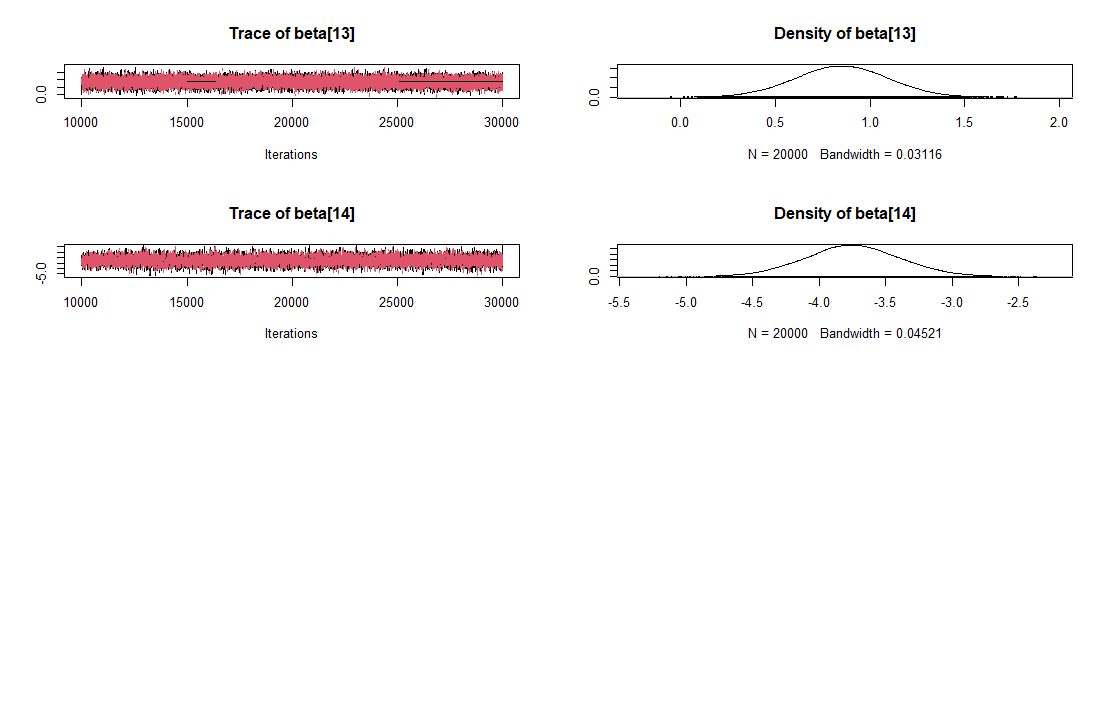 Trace of beta[13]
0.0
10000 15000 20000 25000 30000
Iterations
Density of beta[13]
0.0
0.0 0.5 1.0 1.5 2.0
N = 20000 Bandwidth = 0.03116
Trace of beta[14]
-5.0
10000 15000 20000 25000 30000
Iterations
Density of beta[14]
0.0
-5.5 -5.0 -4.5 -4.0 -3.5 -3.0 -2.5
N = 20000 Bandwidth = 0.04521